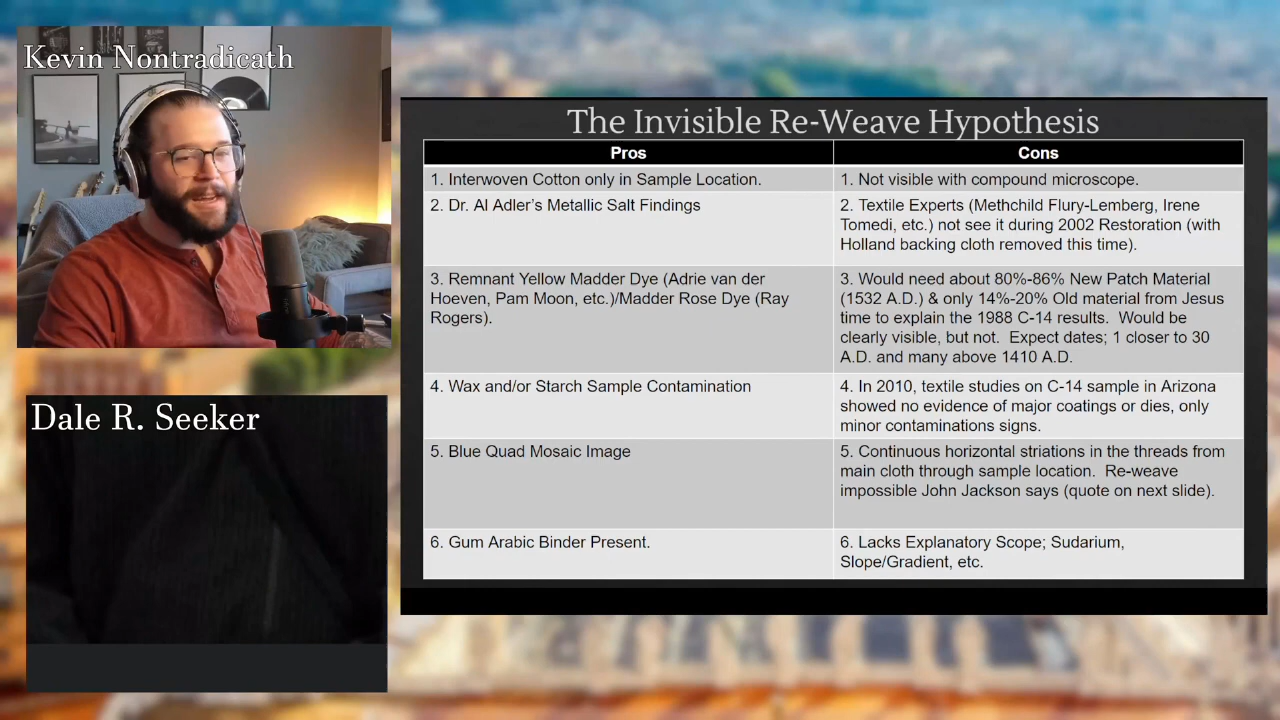 Kevin Nontradicath
Dale R. Seeker
The Invisible Re-Weave Hypothesis
Pros
Cons
1. Interwoven Cotton only in Sample Location.
1. Not visible with compound microscope.
2. Dr. Al Adler's Metallic Salt Findings
2. Textile Experts (Methchild Flury-Lemberg, Irene
Tomedi, etc.) not see it during 2002 Restoration (with
Holland backing cloth removed this time).
3. Remnant Yellow Madder Dye (Adrie van der
Hoeven, Pam Moon, etc.)/Madder Rose Dye (Ray
Rogers).
3. Would need about 80%-86% New Patch Material
(1532 A.D.) & only 14%-20% Old material from Jesus
time to explain the 1988 C-14 results. Would be
clearly visible, but not. Expect dates; 1 closer to 30
A.D. and many above 1410 A.D.
4. Wax and/or Starch Sample Contamination
4. In 2010, textile studies on C-14 sample in Arizona
showed no evidence of major coatings or dies, only
minor contaminations signs.
5. Blue Quad Mosaic Image
5. Continuous horizontal striations in the threads from
main cloth through sample location. Re-weave
impossible John Jackson says (quote on next slide).
6. Gum Arabic Binder Present.
6. Lacks Explanatory Scope; Sudarium,
Slope/Gradient, etc.